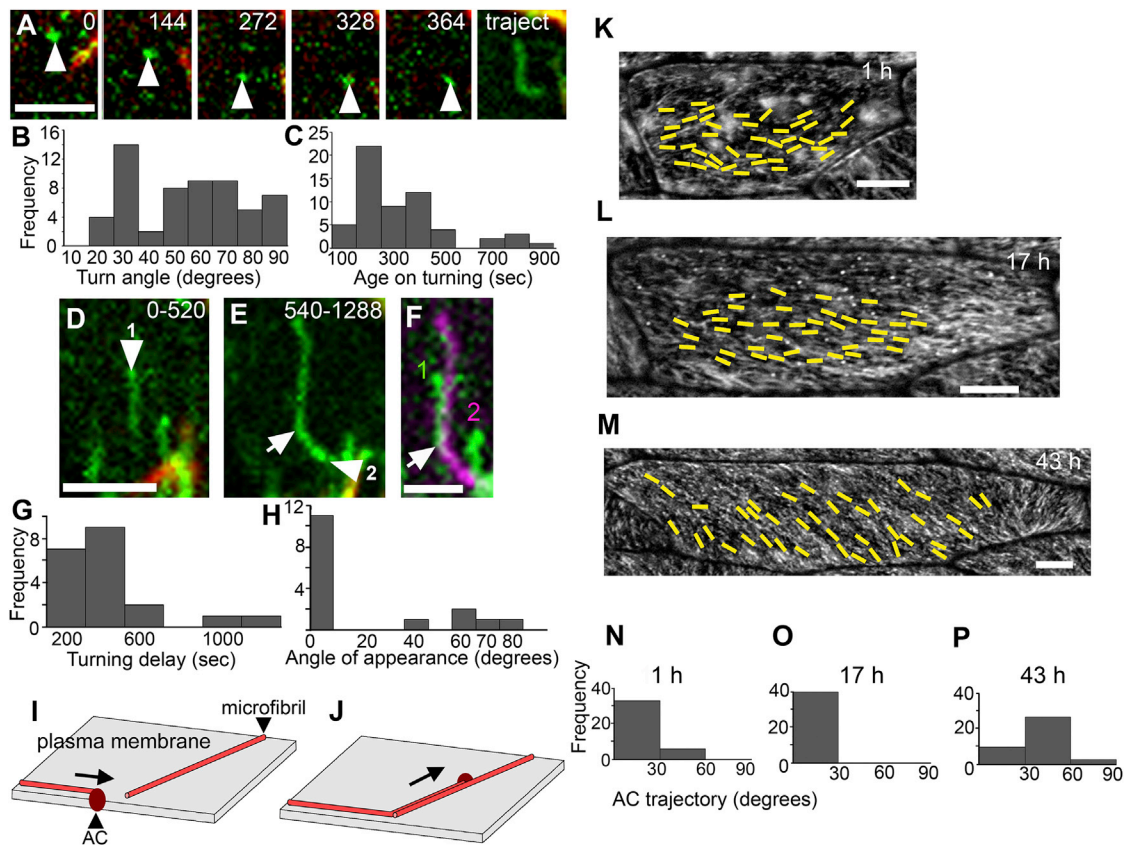 A 0 144 272 328 364 traject
B
16
12
8
4
0
Frequency
10 20 30 40 50 60 70 80 90
Turn angle (degrees)
C
25
20
15
10
5
0
100 300 500 700 900
Age on turning (sec)
D 0-520
1
E 540-1288
2
F
1
2
G
8
4
0
Frequency
200 600 1000
Turning delay (sec)
H
12
8
4
0
0 20 40 60 70 80
Angle of appearance (degrees)
I
plasma membrane
microfibril
AC
J
K
1 h
L
17 h
M
43 h
N
1 h
Frequency
40
20
0
30 60 90
O
17 h
40
20
0
30 60 90
P
43 h
40
20
0
30 60 90
AC trajectory (degrees)